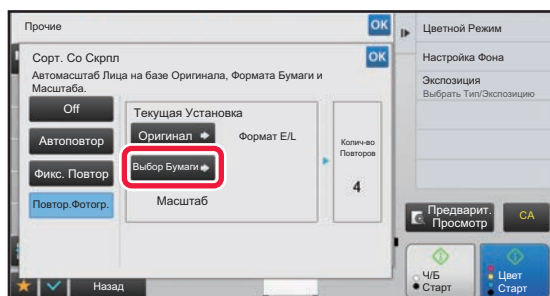 Прочие
OK
Сорт. Со Скрпл
OK
Автомасштаб Лица на базе Оригинала, Формата Бумаги и
Масштаба.
Off
Автоповтор
Фикс. Повтор
Повтор.Фотогр.
Текущая Установка
Оригинал
Формат E/L
Выбор Бумаги
Масштаб
Колич-во
Повторов
4
Назад
Цветной Режим
Настройка Фона
Экспозиция
Выбрать Тип/Экспозицию
Предварит.
Просмотр
CA
Ч/Б
Старт
Цвет
Старт